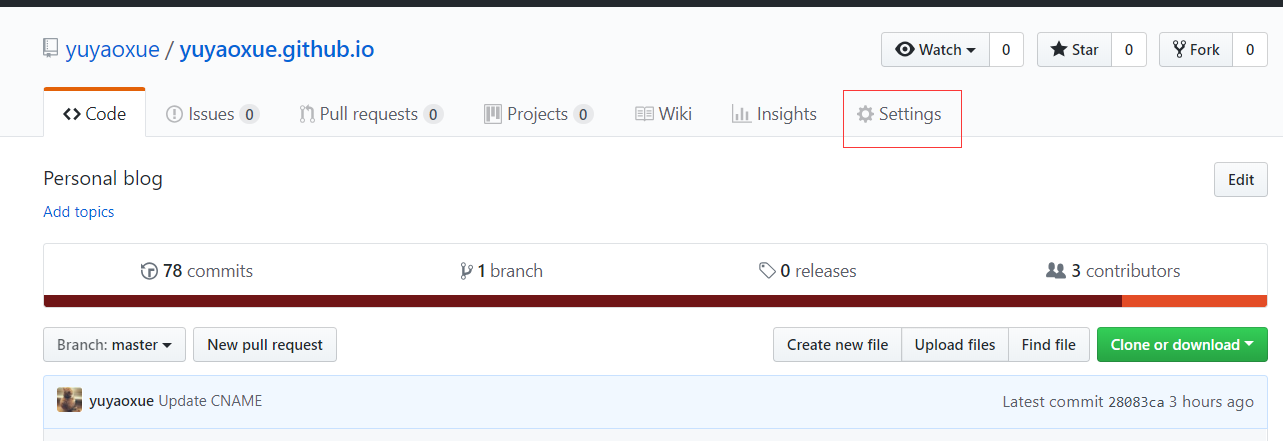 yuyaoxue / yuyaoxue.github.io Watch 0 Star 0 Fork 0
Code Issues 0 Pull requests 0 Projects 0 Wiki Insights Settings
Personal blog Edit
Add topics
78 commits 1 branch 0 releases 3 contributors
Branch: master New pull request Create new file Upload files Find file Clone or download
yuyaoxue Update CNAME Latest commit 28083ca 3 hours ago